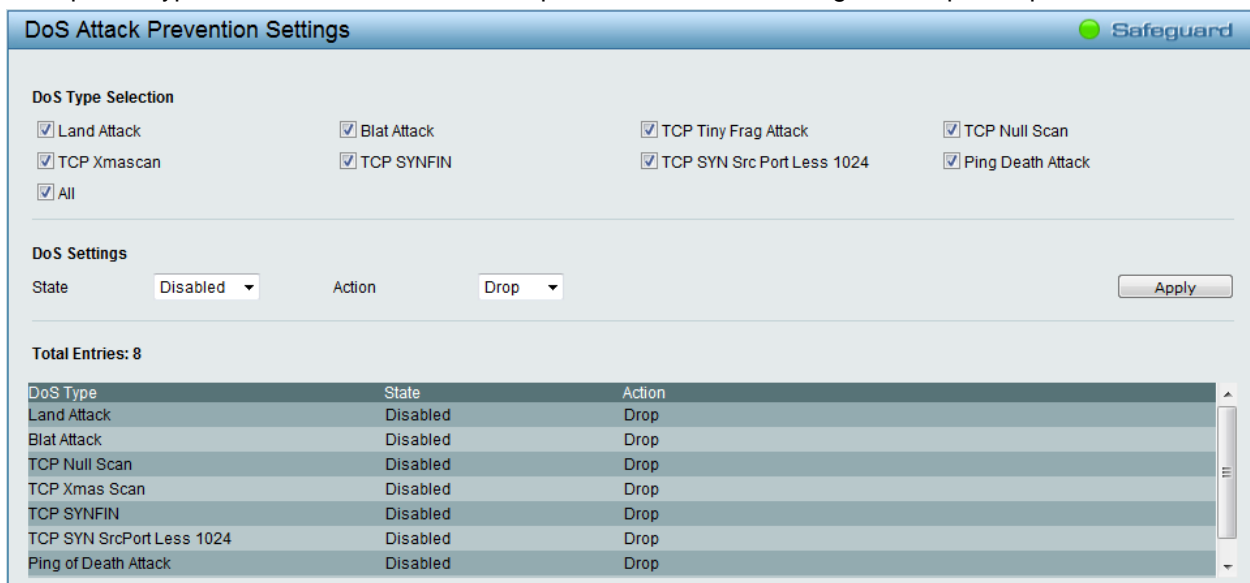 DoS Attack Prevention Settings Safeguard
DoS Type Selection
Land Attack Blat Attack TCP Tiny Frag Attack TCP Null Scan
TCP Xmascan TCP SYNFIN TCP SYN Src Port Less 1024 Ping Death Attack
All
DoS Settings
State Disabled Action Drop Apply
Total Entries: 8
DoS Type State Action
Land Attack Disabled Drop
Blat Attack Disabled Drop
TCP Null Scan Disabled Drop
TCP Xmas Scan Disabled Drop
TCP SYNFIN Disabled Drop
TCP SYN SrcPort Less 1024 Disabled Drop
Ping of Death Attack Disabled Drop